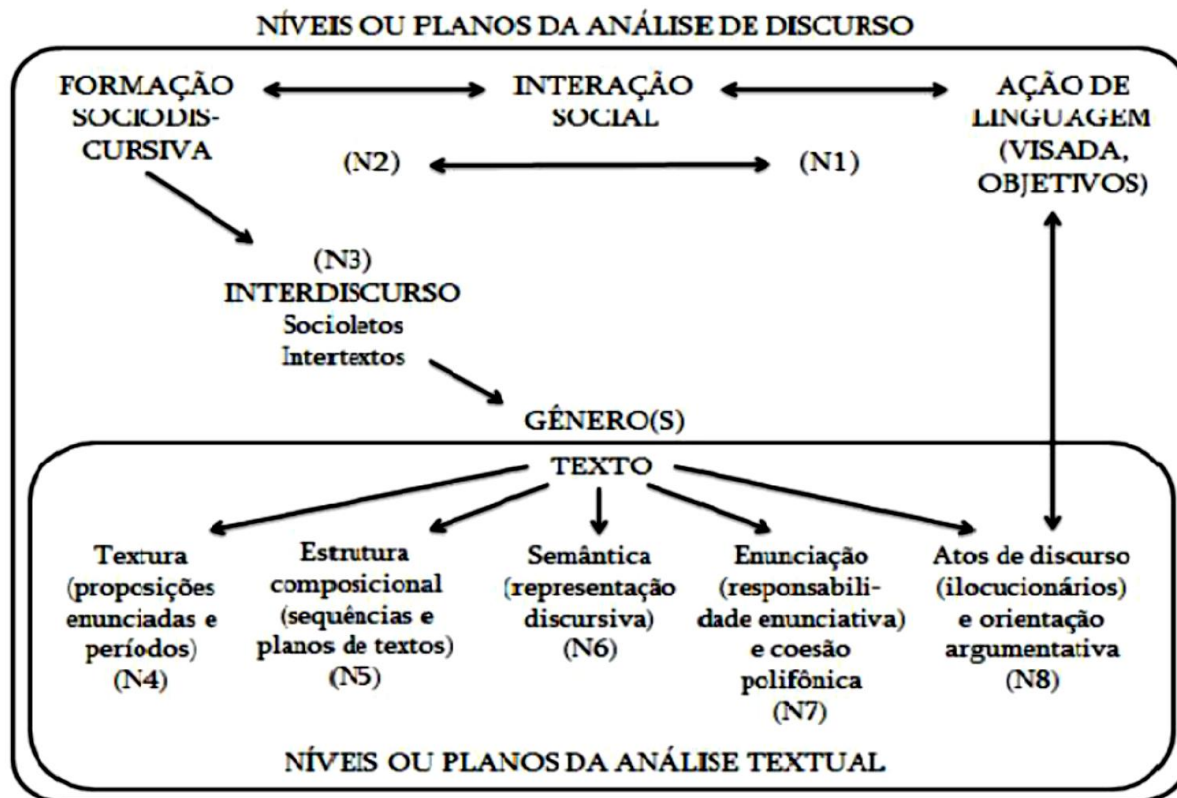 NÍVEIS OU PLANOS DA ANÁLISE DE DISCURSO
FORMAÇÃO
SOCIODIS-
CURSIVA
INTERAÇÃO
SOCIAL
AÇÃO DE
LINGUAGEM
(VISADA,
OBJETIVOS)
(N2)
(N1)
(N3)
INTERDISCURSO
Socioletos
Intertextos
GÊNERO(S)
TEXTO
Textura
(proposições
enunciadas e
períodos)
(N4)
Estrutura
composicional
(sequências e
planos de textos)
(N5)
Semântica
(representação
discursiva)
(N6)
Enunciação
(responsabili-
dade enunciativa)
e coesão
polifônica
(N7)
Atos de discurso
(ilocucionários)
e orientação
argumentativa
(N8)
NÍVEIS OU PLANOS DA ANÁLISE TEXTUAL